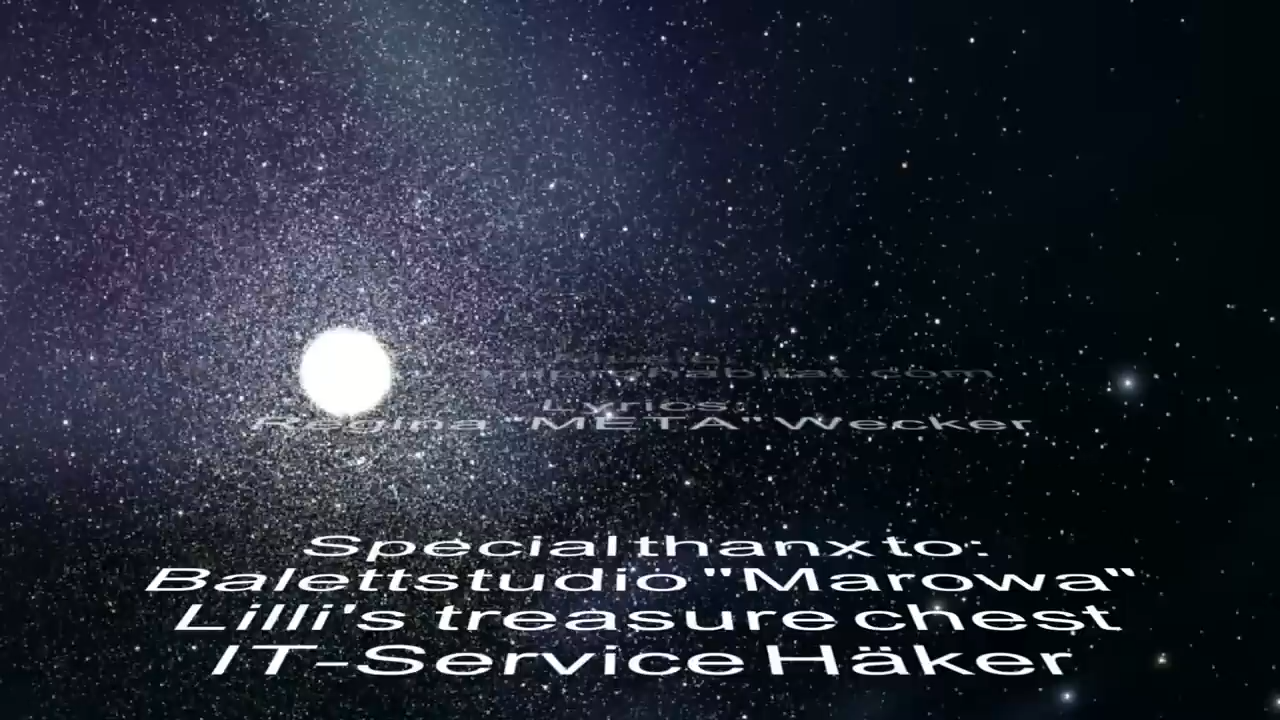 Lyrics:
Regina "META" Wecker
Special thanx to:
Balettstudio "Marowa"
Lilli's treasure chest
IT-Service Häker